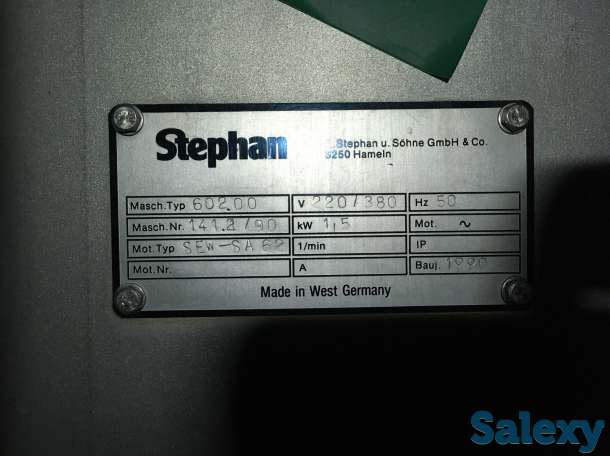 Stephan
Stephan u. Söhne GmbH & Co.
3250 Hameln
Masch.Typ 602.00 V 220/380 Hz 50
Masch.Nr. 141.2/90 kW 1,5 Mot. ~
Mot.Typ SEW-SA 62 1/min IP
Mot.Nr. A Bauj. 1990
Made in West Germany
Salexy